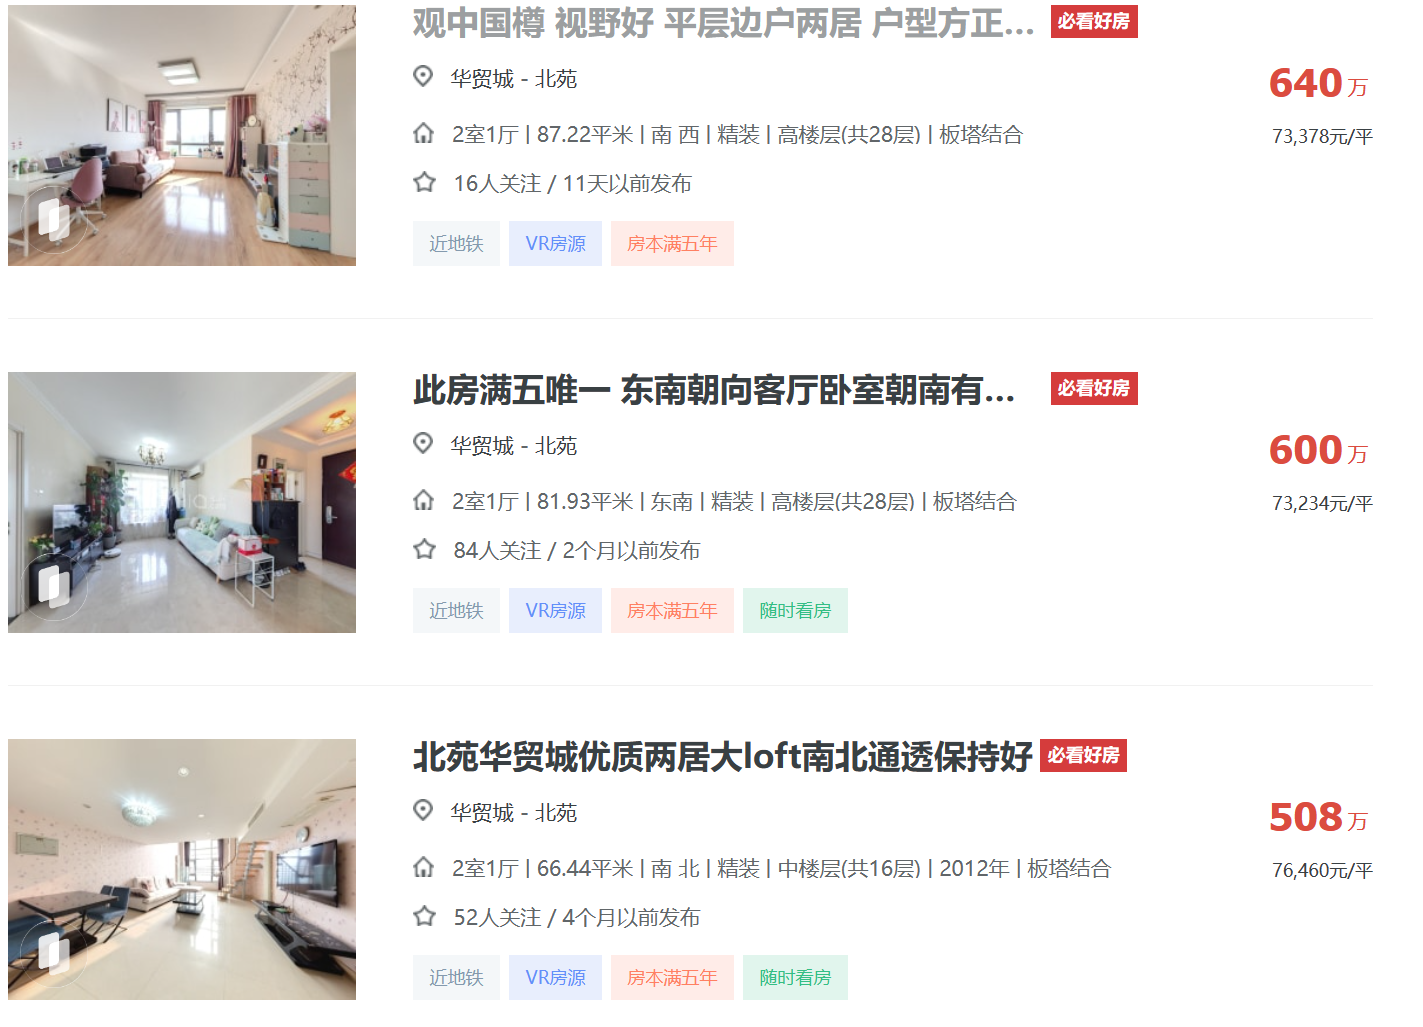 观中国樽 视野好 平层边户两居 户型方正...
必看好房
华贸城 - 北苑
640万
2室1厅 | 87.22平米 | 南 西 | 精装 | 高楼层(共28层) | 板塔结合
73,378元/平
16人关注 / 11天以前发布
近地铁 VR房源 房本满五年
此房满五唯一 东南朝向客厅卧室朝南有...
必看好房
华贸城 - 北苑
600万
2室1厅 | 81.93平米 | 东南 | 精装 | 高楼层(共28层) | 板塔结合
73,234元/平
84人关注 / 2个月以前发布
近地铁 VR房源 房本满五年 随时看房
北苑华贸城优质两居大loft南北通透保持好
必看好房
华贸城 - 北苑
508万
2室1厅 | 66.44平米 | 南 北 | 精装 | 中楼层(共16层) | 2012年 | 板塔结合
76,460元/平
52人关注 / 4个月以前发布
近地铁 VR房源 房本满五年 随时看房